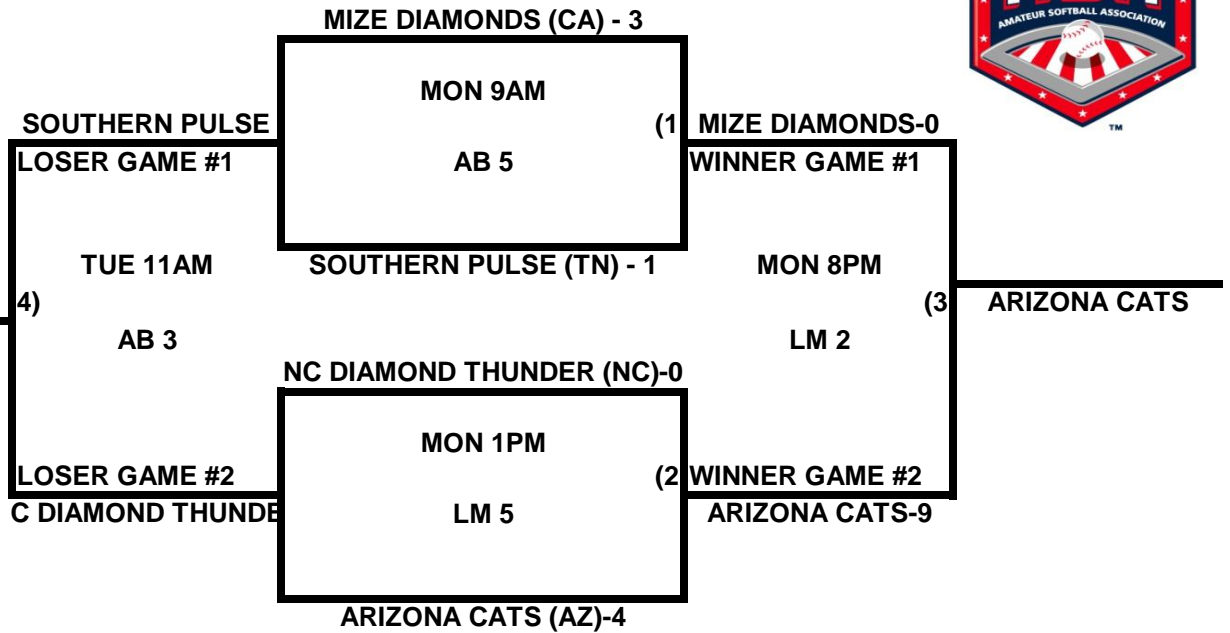 MIZE DIAMONDS (CA) - 3
MON 9AM
SOUTHERN PULSE
(1
MIZE DIAMONDS-0
LOSER GAME #1
AB 5
WINNER GAME #1
TUE 11AM
SOUTHERN PULSE (TN) - 1
MON 8PM
4)
(3
ARIZONA CATS
AB 3
LM 2
NC DIAMOND THUNDER (NC)-0
MON 1PM
LOSER GAME #2
(2
WINNER GAME #2
C DIAMOND THUNDE
LM 5
ARIZONA CATS-9
ARIZONA CATS (AZ)-4
AMATEUR SOFTBALL ASSOCIATION
TM